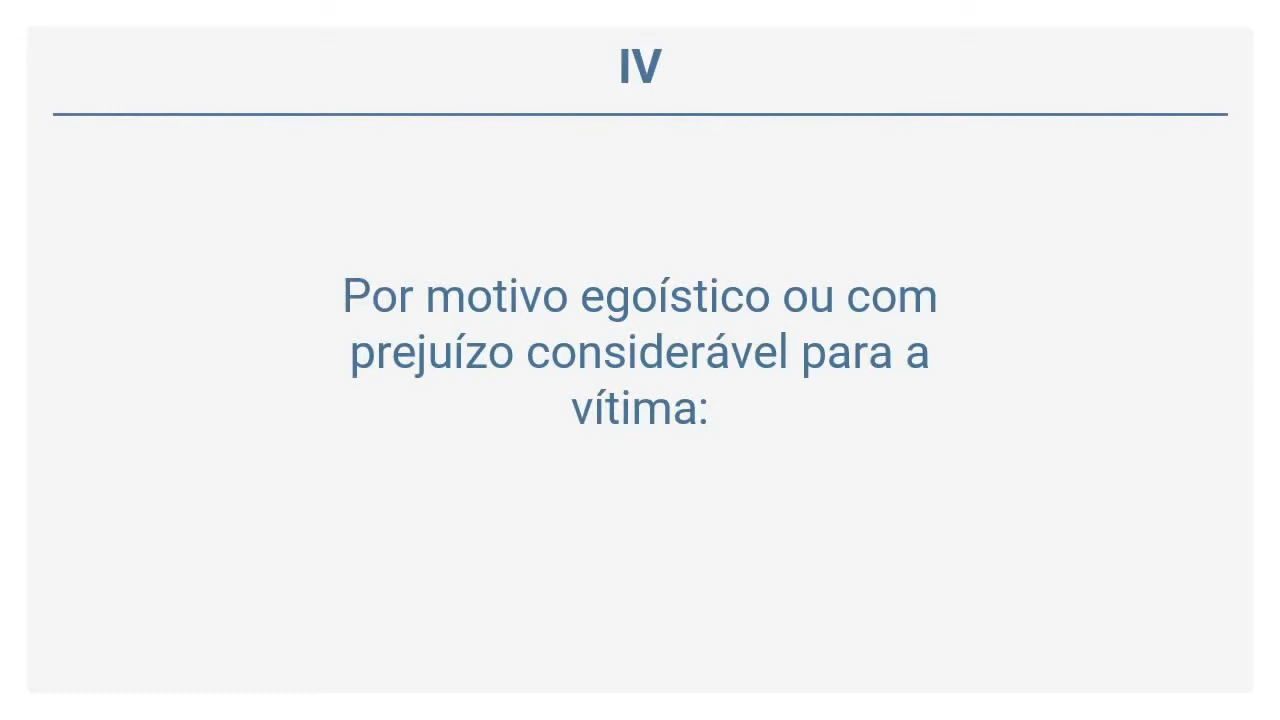 IV
Por motivo egoístico ou com
prejuízo considerável para a
vítima: